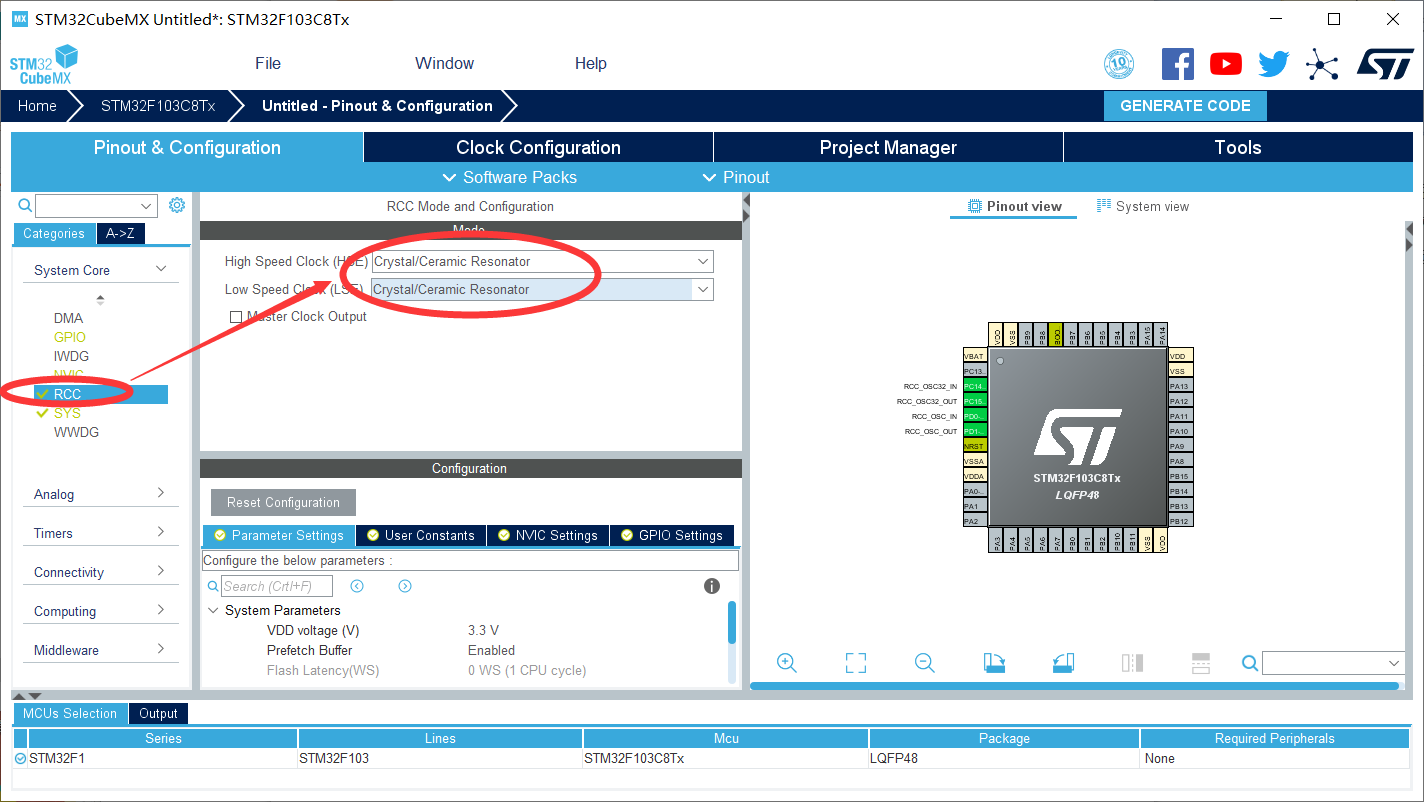 MX STM32CubeMX Untitled*: STM32F103C8Tx
STM32
CubeMX
File
Window
Help
10
Home
STM32F103C8Tx
Untitled - Pinout & Configuration
GENERATE CODE
Pinout & Configuration
Clock Configuration
Project Manager
Tools
Software Packs
Pinout
Categories
A->Z
System Core
DMA
GPIO
IWDG
NVIC
RCC
SYS
WWDG
Analog
Timers
Connectivity
Computing
Middleware
RCC Mode and Configuration
Mode
High Speed Clock (HSE) Crystal/Ceramic Resonator
Low Speed Clock (LSE) Crystal/Ceramic Resonator
Master Clock Output
Configuration
Reset Configuration
Parameter Settings
User Constants
NVIC Settings
GPIO Settings
Configure the below parameters :
Search (Crtl+F)
System Parameters
VDD voltage (V) 3.3 V
Prefetch Buffer Enabled
Flash Latency(WS) 0 WS (1 CPU cycle)
Pinout view
System view
VDD
VSS
PB9
PB8
BOO
PB7
PB6
PB5
PB4
PB3
PA15
PA14
VBAT
PC13..
RCC_OSC32_IN PC14..
RCC_OSC32_OUT PC15..
RCC_OSC_IN PD0-..
RCC_OSC_OUT PD1-..
NRST
VSSA
VDDA
PA0-..
PA1
PA2
VDD
VSS
PA13
PA12
PA11
PA10
PA9
PA8
PB15
PB14
PB13
PB12
ST
STM32F103C8Tx
LQFP48
PA3
PA4
PA5
PA6
PA7
PB0
PB1
PB2
PB10
PB11
VSS
VDD
MCUs Selection
Output
Series Lines Mcu Package Required Peripherals
STM32F1 STM32F103 STM32F103C8Tx LQFP48 None